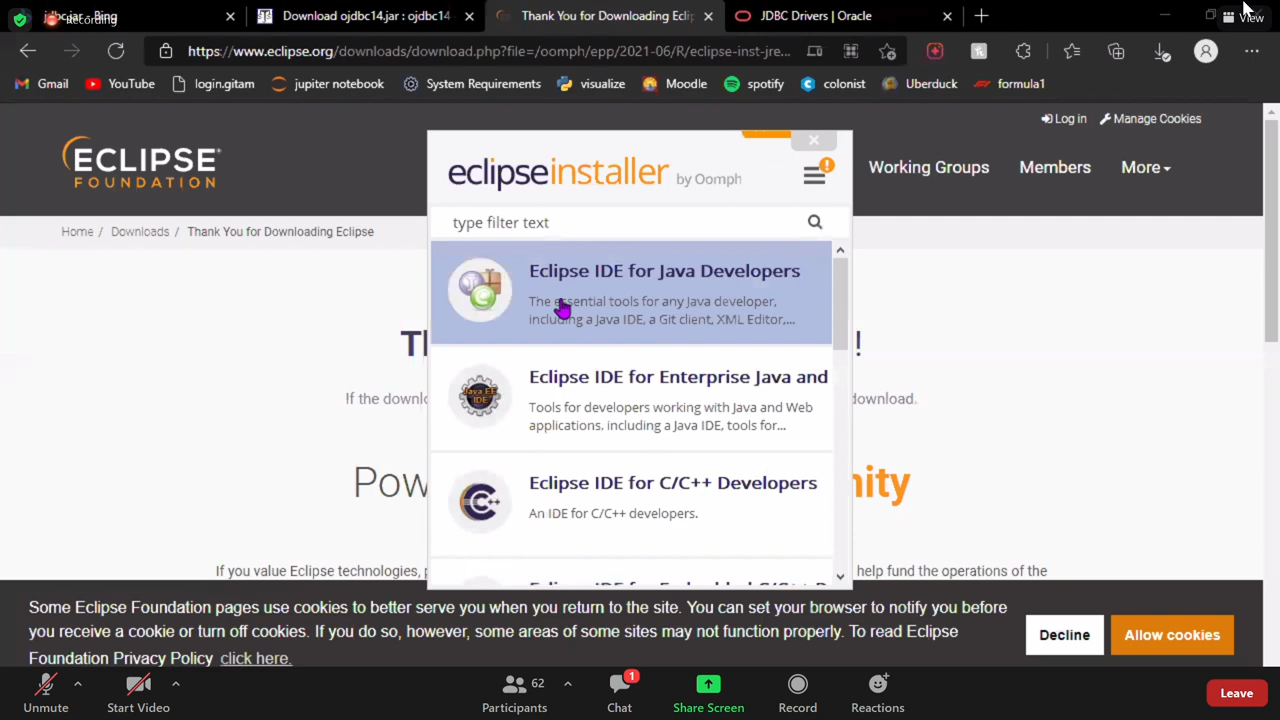 jdbcjar - Bing
Recording
Download ojdbc14.jar : ojdbc14
Thank You for Downloading Ecli
JDBC Drivers | Oracle
View
https://www.eclipse.org/downloads/download.php?file=/oomph/epp/2021-06/R/eclipse-inst-jre...
Gmail
YouTube
login.gitam
jupiter notebook
System Requirements
visualize
Moodle
spotify
colonist
Uberduck
formula1
Log in
Manage Cookies
ECLIPSE
FOUNDATION
Working Groups
Members
More
Home / Downloads / Thank You for Downloading Eclipse
eclipseinstaller by Oomph
type filter text
Eclipse IDE for Java Developers
The essential tools for any Java developer,
including a Java IDE, a Git client, XML Editor,...
Eclipse IDE for Enterprise Java and
Tools for developers working with Java and Web
applications, including a Java IDE, tools for...
Eclipse IDE for C/C++ Developers
An IDE for C/C++ developers.
!
If the download.
If you value Eclipse technologies, help fund the operations of the
Some Eclipse Foundation pages use cookies to better serve you when you return to the site. You can set your browser to notify you before
you receive a cookie or turn off cookies. If you do so, however, some areas of some sites may not function properly. To read Eclipse
Foundation Privacy Policy click here.
Decline
Allow cookies
Unmute
Start Video
62
Participants
1
Chat
Share Screen
Record
Reactions
Leave